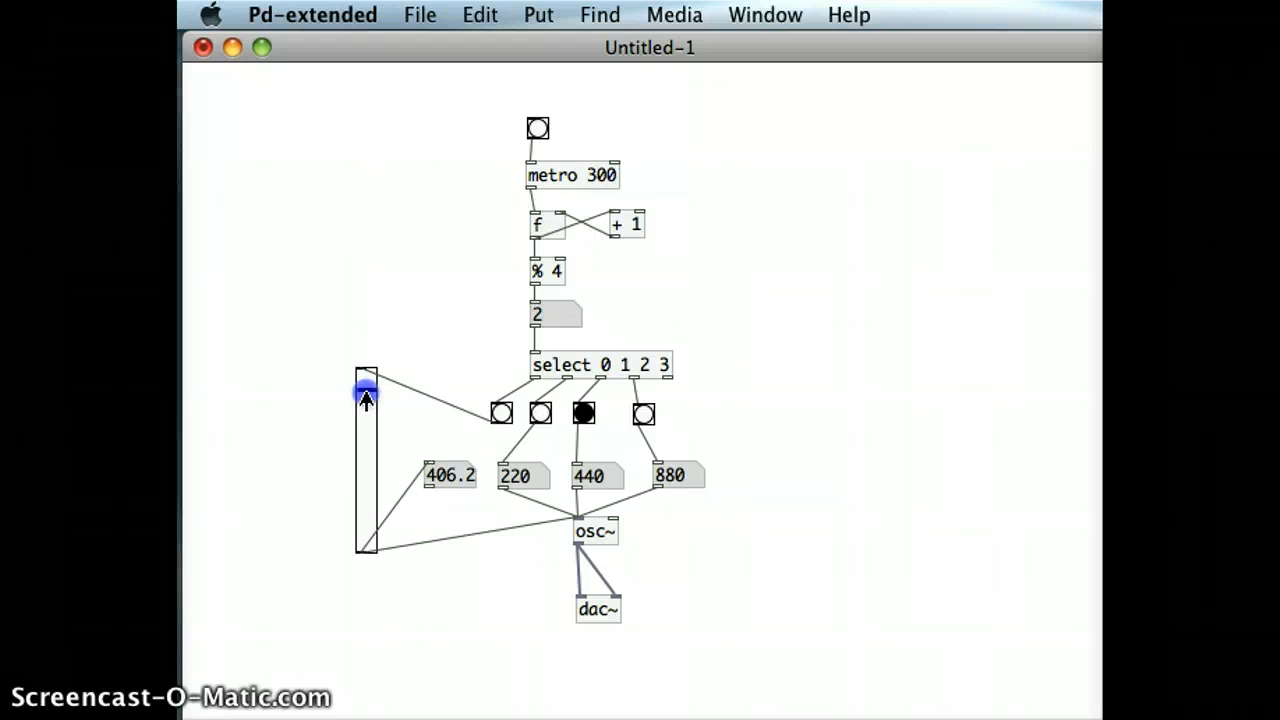 Pd-extended File Edit Put Find Media Window Help
Untitled-1
metro 300
f
+ 1
% 4
2
select 0 1 2 3
406.2
220
440
880
osc~
dac~
Screencast-O-Matic.com